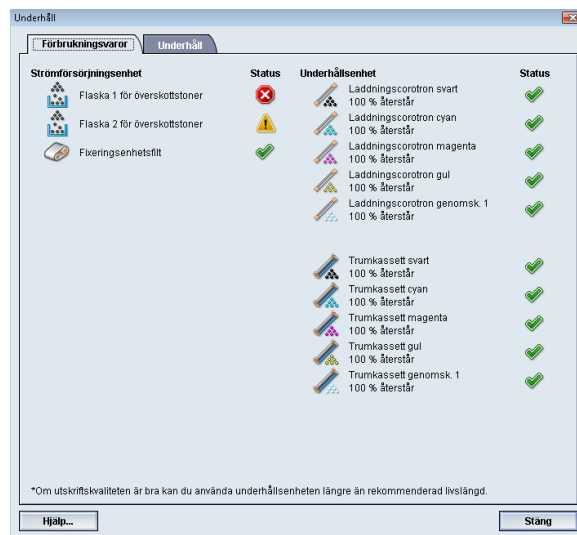 Underhåll
Förbrukningsvaror Underhåll
Strömförsörjningsenhet Status
Flaska 1 för överskottstoner
Flaska 2 för överskottstoner
Fixeringsenhetsfilt
Underhållsenhet Status
Laddningscorotron svart
100 % återstår
Laddningscorotron cyan
100 % återstår
Laddningscorotron magenta
100 % återstår
Laddningscorotron gul
100 % återstår
Laddningscorotron genomsk. 1
100 % återstår
Trumkassett svart
100 % återstår
Trumkassett cyan
100 % återstår
Trumkassett magenta
100 % återstår
Trumkassett gul
100 % återstår
Trumkassett genomsk. 1
100 % återstår
*Om utskriftskvaliteten är bra kan du använda underhållsenheten längre än rekommenderad livslängd.
Hjälp... Stäng